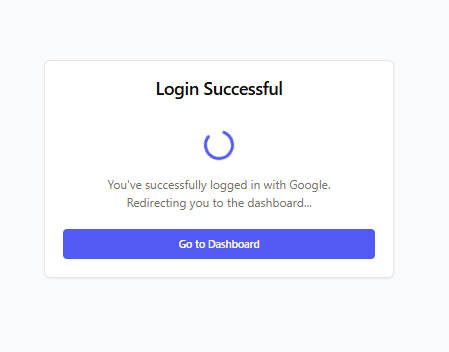 Login Successful
You've successfully logged in with Google.
Redirecting you to the dashboard...
Go to Dashboard